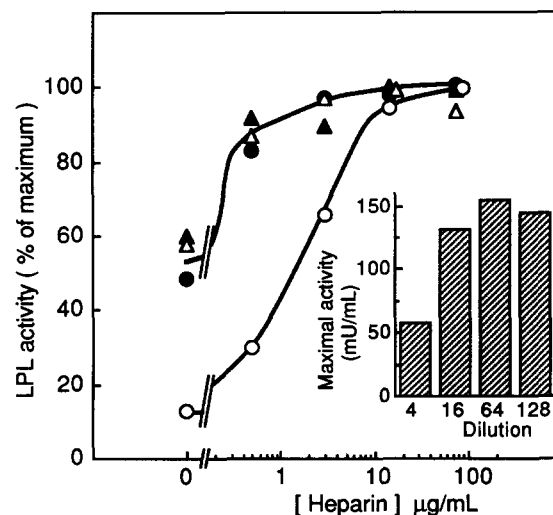 LPL activity ( % of maximum )
100
80
60
40
20
0
0
1
10
100
[ Heparin ] µg/mL
Maximal activity
(mU/mL)
150
100
50
0
4 16 64 128
Dilution